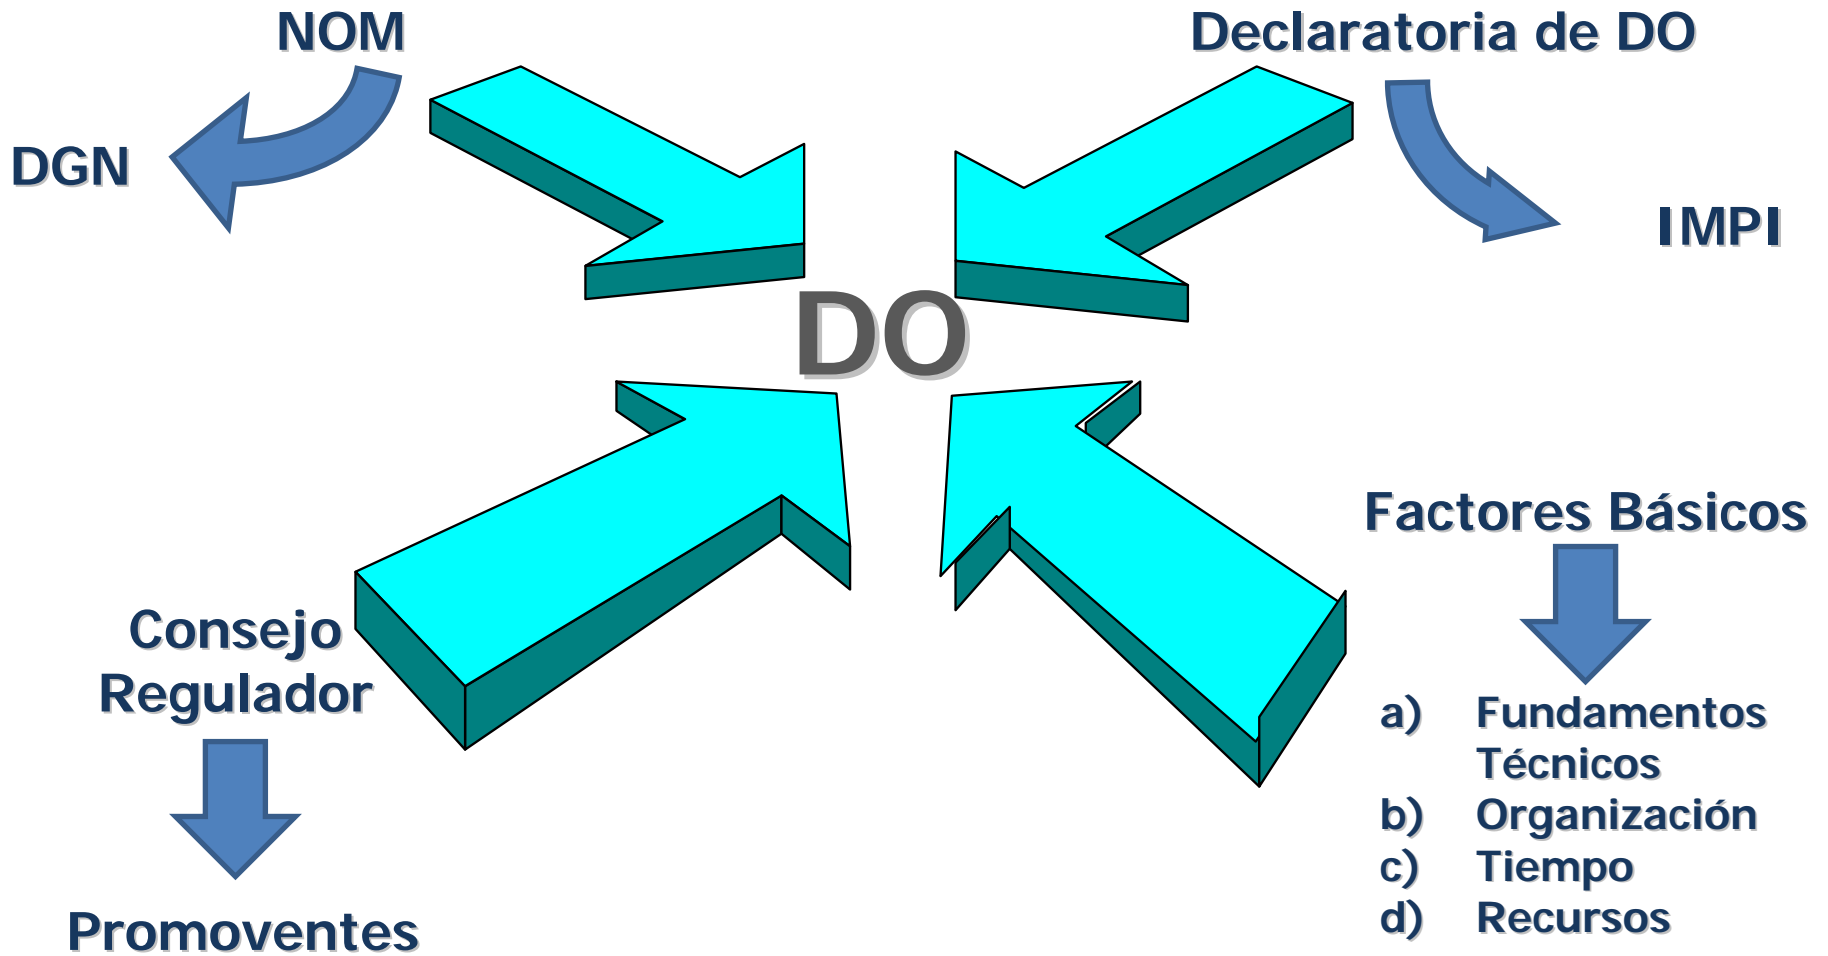 NOM
Declaratoria de DO
DGN
IMPI
DO
Factores Básicos
Consejo
Regulador
a) Fundamentos
Técnicos
b) Organización
c) Tiempo
d) Recursos
Promoventes